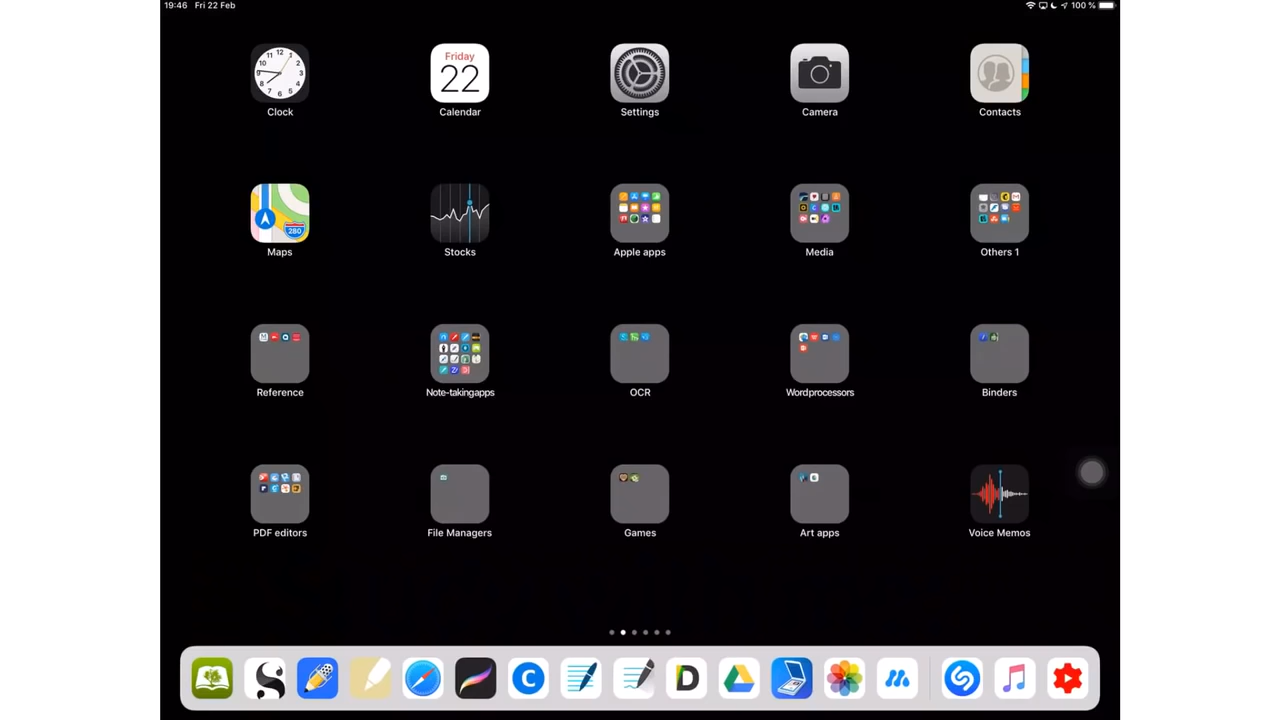 19:46 Fri 22 Feb 100 %
Friday
22
Clock Calendar Settings Camera Contacts
280
Maps Stocks Apple apps Media Others 1
Reference Note-takingapps OCR Wordprocessors Binders
PDF editors File Managers Games Art apps Voice Memos